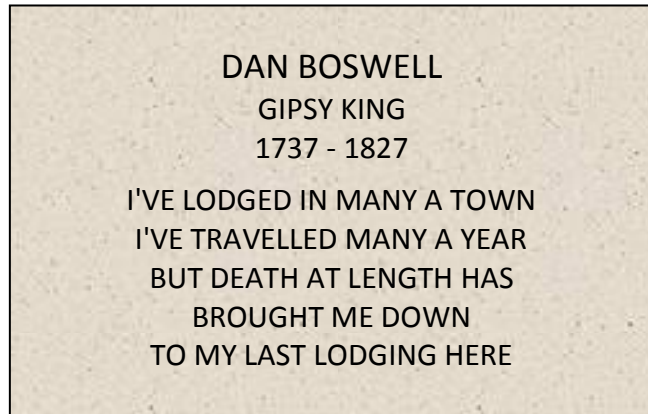 DAN BOSWELL
GIPSY KING
1737 - 1827
I'VE LODGED IN MANY A TOWN
I'VE TRAVELLED MANY A YEAR
BUT DEATH AT LENGTH HAS
BROUGHT ME DOWN
TO MY LAST LODGING HERE